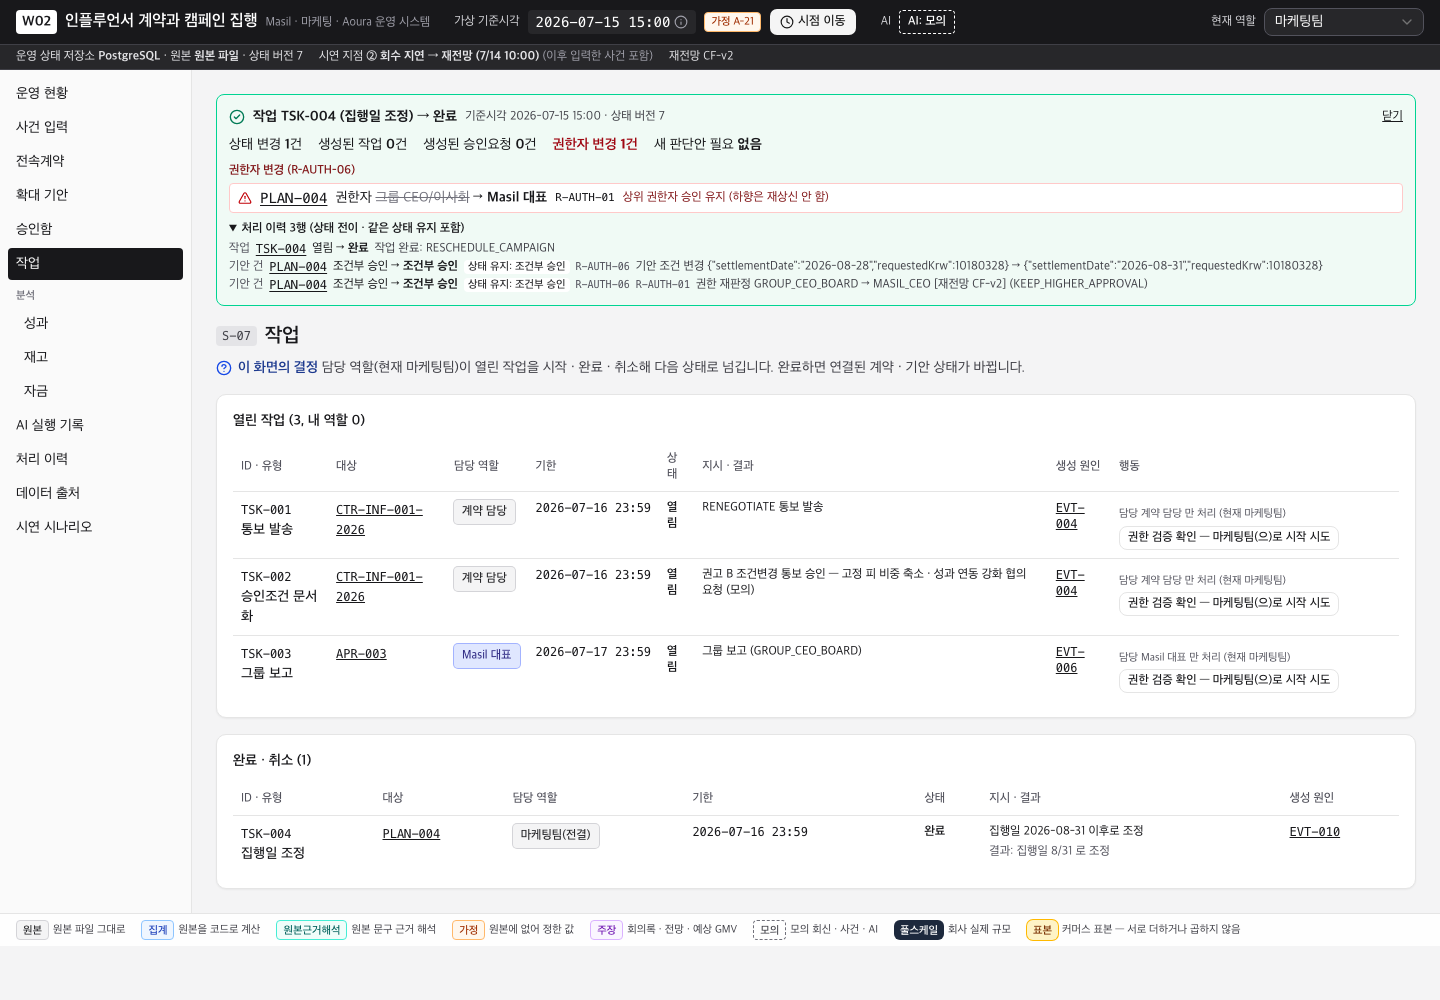 W02 인플루언서 계약과 캠페인 집행 Masil · 마케팅 · Aoura 운영 시스템 가상 기준시각 2026-07-15 15:00 가정 A-21 시점 이동 AI AI: 모의 현재 역할 마케팅팀
운영 상태 저장소 PostgreSQL · 원본 원본 파일 · 상태 버전 7 시연 지점 ② 회수 지연 → 재전망 (7/14 10:00) (이후 입력한 사건 포함) 재전망 CF-v2
운영 현황
사건 입력
전속계약
확대 기안
승인함
작업
분석
성과
재고
자금
AI 실행 기록
처리 이력
데이터 출처
시연 시나리오
작업 TSK-004 (집행일 조정) → 완료 기준시각 2026-07-15 15:00 · 상태 버전 7 닫기
상태 변경 1건 생성된 작업 0건 생성된 승인요청 0건 권한자 변경 1건 새 판단안 필요 없음
권한자 변경 (R-AUTH-06)
PLAN-004 권한자 그룹 CEO/이사회 → Masil 대표 R-AUTH-01 상위 권한자 승인 유지 (하향은 재상신 안 함)
▼ 처리 이력 3행 (상태 전이 · 같은 상태 유지 포함)
작업 TSK-004 열림 → 완료 작업 완료: RESCHEDULE_CAMPAIGN
기안 건 PLAN-004 조건부 승인 → 조건부 승인 상태 유지: 조건부 승인 R-AUTH-06 기안 조건 변경 {"settlementDate":"2026-08-28","requestedKrw":10180328} → {"settlementDate":"2026-08-31","requestedKrw":10180328}
기안 건 PLAN-004 조건부 승인 → 조건부 승인 상태 유지: 조건부 승인 R-AUTH-06 R-AUTH-01 권한 재판정 GROUP_CEO_BOARD → MASIL_CEO [재전망 CF-v2] (KEEP_HIGHER_APPROVAL)
S-07 작업
이 화면의 결정 담당 역할(현재 마케팅팀)이 열린 작업을 시작 · 완료 · 취소해 다음 상태로 넘깁니다. 완료하면 연결된 계약 · 기안 상태가 바뀝니다.
열린 작업 (3, 내 역할 0)
ID · 유형 대상 담당 역할 기한 상태 지시 · 결과 생성 원인 행동
TSK-001 통보 발송 CTR-INF-001-2026 계약 담당 2026-07-16 23:59 열림 RENEGOTIATE 통보 발송 EVT-004 담당 계약 담당 만 처리 (현재 마케팅팀)
권한 검증 확인 — 마케팅팀(으)로 시작 시도
TSK-002 승인조건 문서화 CTR-INF-001-2026 계약 담당 2026-07-16 23:59 열림 권고 B 조건변경 통보 승인 — 고정 피 비중 축소 · 성과 연동 강화 협의 요청 (모의) EVT-004 담당 계약 담당 만 처리 (현재 마케팅팀)
권한 검증 확인 — 마케팅팀(으)로 시작 시도
TSK-003 그룹 보고 APR-003 Masil 대표 2026-07-17 23:59 열림 그룹 보고 (GROUP_CEO_BOARD) EVT-006 담당 Masil 대표 만 처리 (현재 마케팅팀)
권한 검증 확인 — 마케팅팀(으)로 시작 시도
완료 · 취소 (1)
ID · 유형 대상 담당 역할 기한 상태 지시 · 결과 생성 원인
TSK-004 집행일 조정 PLAN-004 마케팅팀(전결) 2026-07-16 23:59 완료 집행일 2026-08-31 이후로 조정 EVT-010
결과: 집행일 8/31 로 조정
원본 원본 파일 그대로 집계 원본을 코드로 계산 원본근거해석 원본 문구 근거 해석 가정 원본에 없어 정한 값 주장 회의록 · 전망 · 예상 GMV 모의 모의 회신 · 사건 · AI 풀스케일 회사 실제 규모 표본 커머스 표본 — 서로 더하거나 곱하지 않음